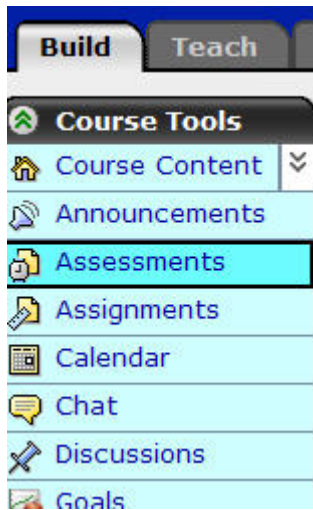 Build Teach
Course Tools
Course Content
Announcements
Assessments
Assignments
Calendar
Chat
Discussions
Goals